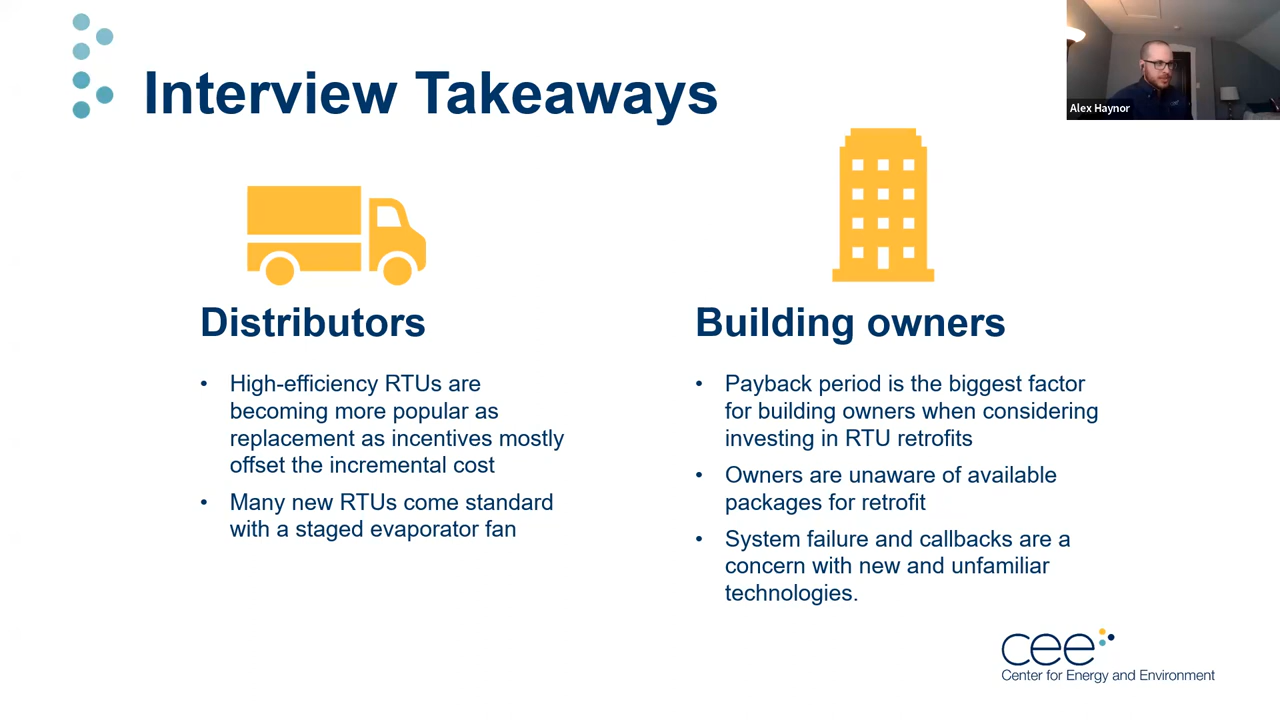 Interview Takeaways
Alex Haynor
Distributors
• High-efficiency RTUs are
becoming more popular as
replacement as incentives mostly
offset the incremental cost
• Many new RTUs come standard
with a staged evaporator fan
Building owners
• Payback period is the biggest factor
for building owners when considering
investing in RTU retrofits
• Owners are unaware of available
packages for retrofit
• System failure and callbacks are a
concern with new and unfamiliar
technologies.
cee
Center for Energy and Environment